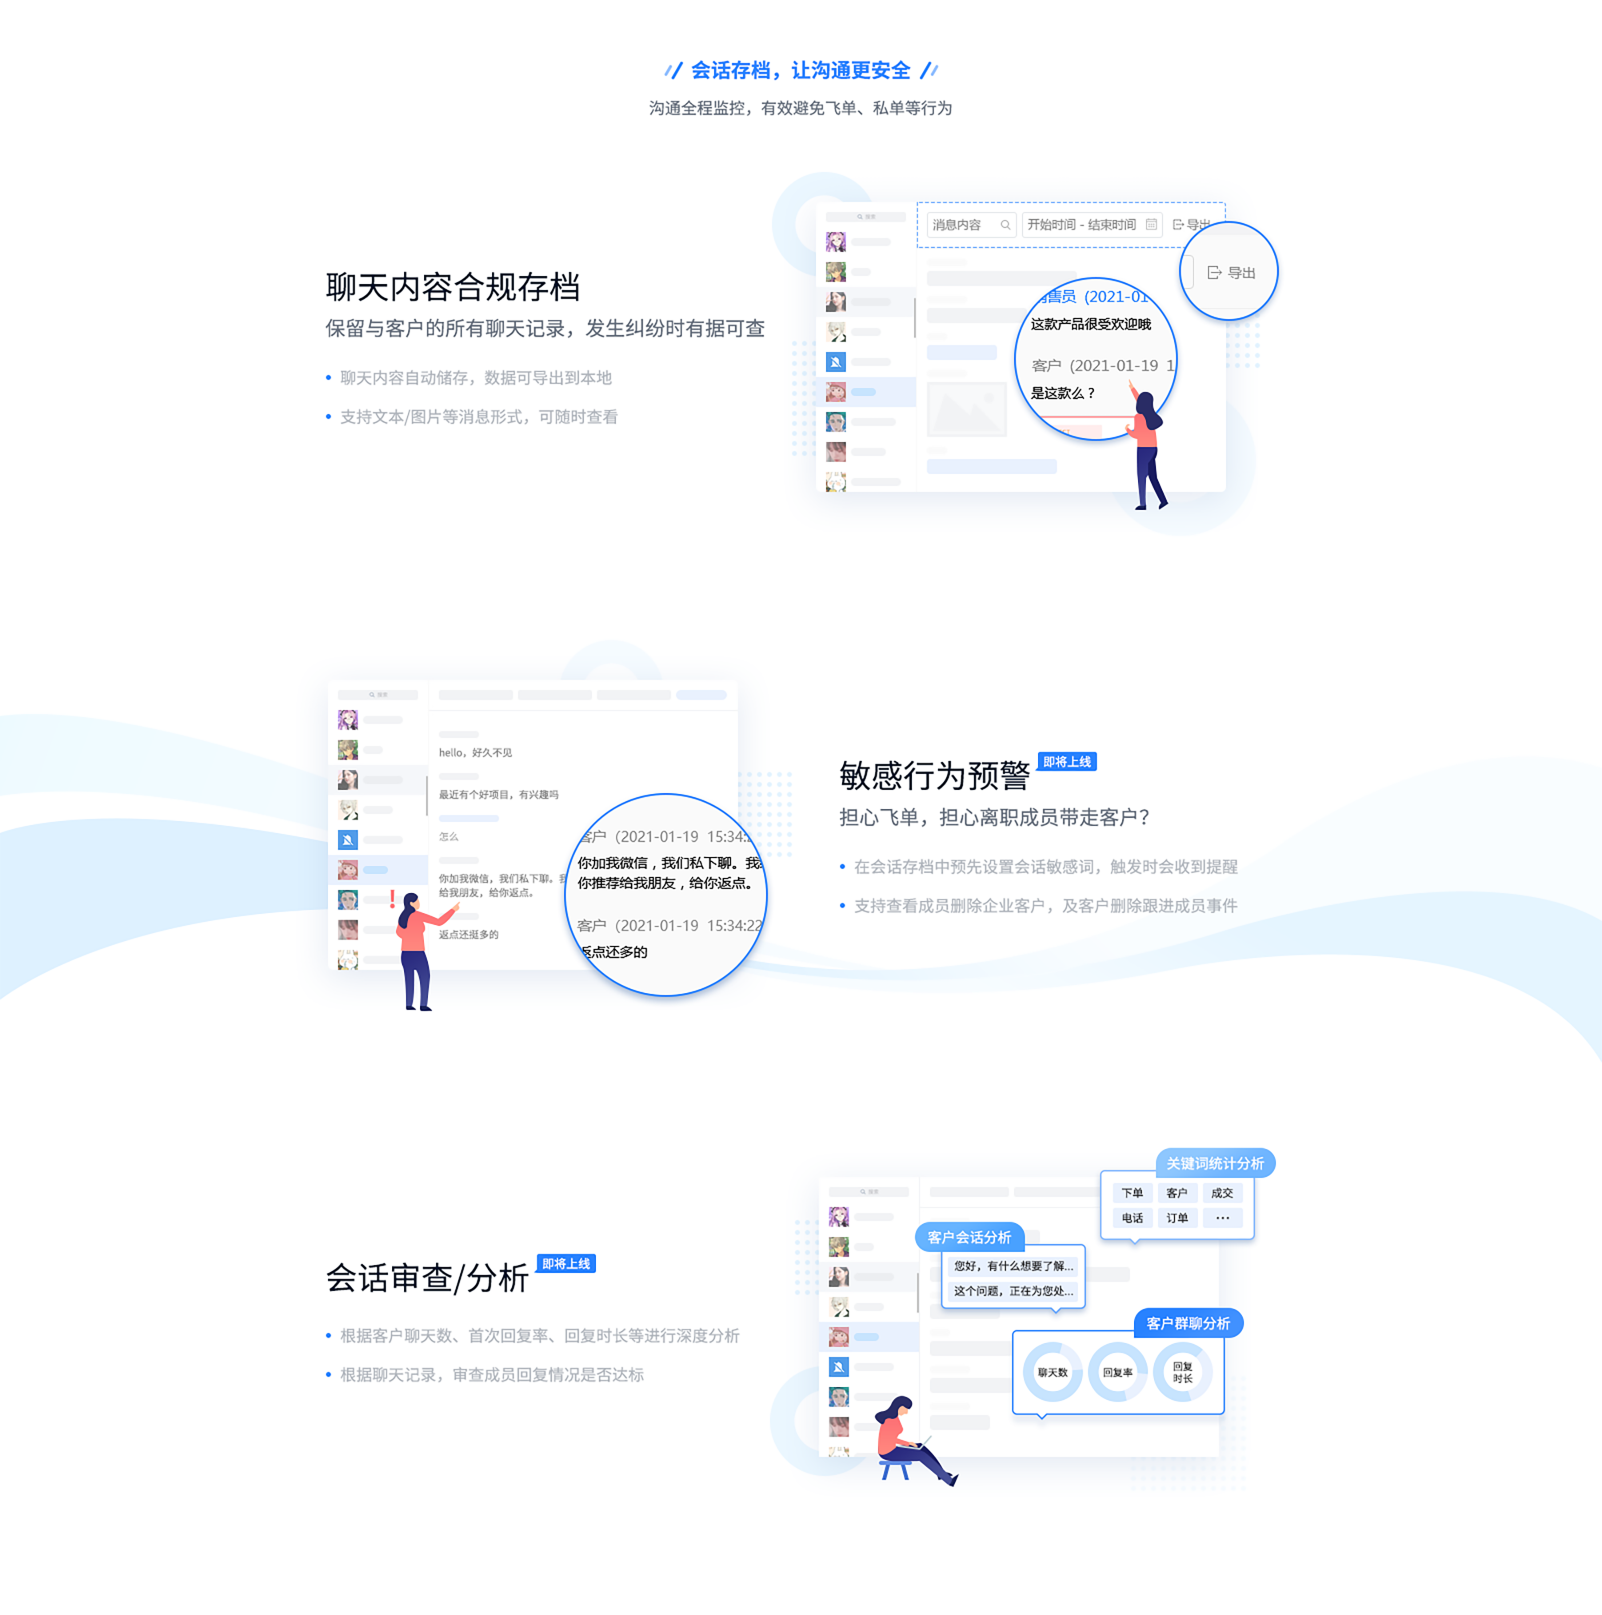 会话存档，让沟通更安全
沟通全程监控，有效避免飞单、私单等行为
聊天内容合规存档
保留与客户的所有聊天记录，发生纠纷时有据可查
聊天内容自动储存，数据可导出到本地
支持文本/图片等消息形式，可随时查看
搜索
消息内容
开始时间 - 结束时间
导出
导出
售员（2021-01
这款产品很受欢迎哦
客户（2021-01-19 1
是这款么？
搜索
hello，好久不见
最近有个好项目，有兴趣吗
怎么
你加我微信，我们私下聊。
给我朋友，给你返点。
返点还挺多的
客户（2021-01-19 15:34:
你加我微信，我们私下聊。我
你推荐给我朋友，给你返点。
客户（2021-01-19 15:34:22
返点还多的
敏感行为预警
即将上线
担心飞单，担心离职成员带走客户？
在会话存档中预先设置会话敏感词，触发时会收到提醒
支持查看成员删除企业客户，及客户删除跟进成员事件
会话审查/分析
即将上线
根据客户聊天数、首次回复率、回复时长等进行深度分析
根据聊天记录，审查成员回复情况是否达标
搜索
关键词统计分析
下单 客户 成交
电话 订单 ···
客户会话分析
您好，有什么想要了解...
这个问题，正在为您处...
客户群聊分析
聊天数
回复率
回复
时长